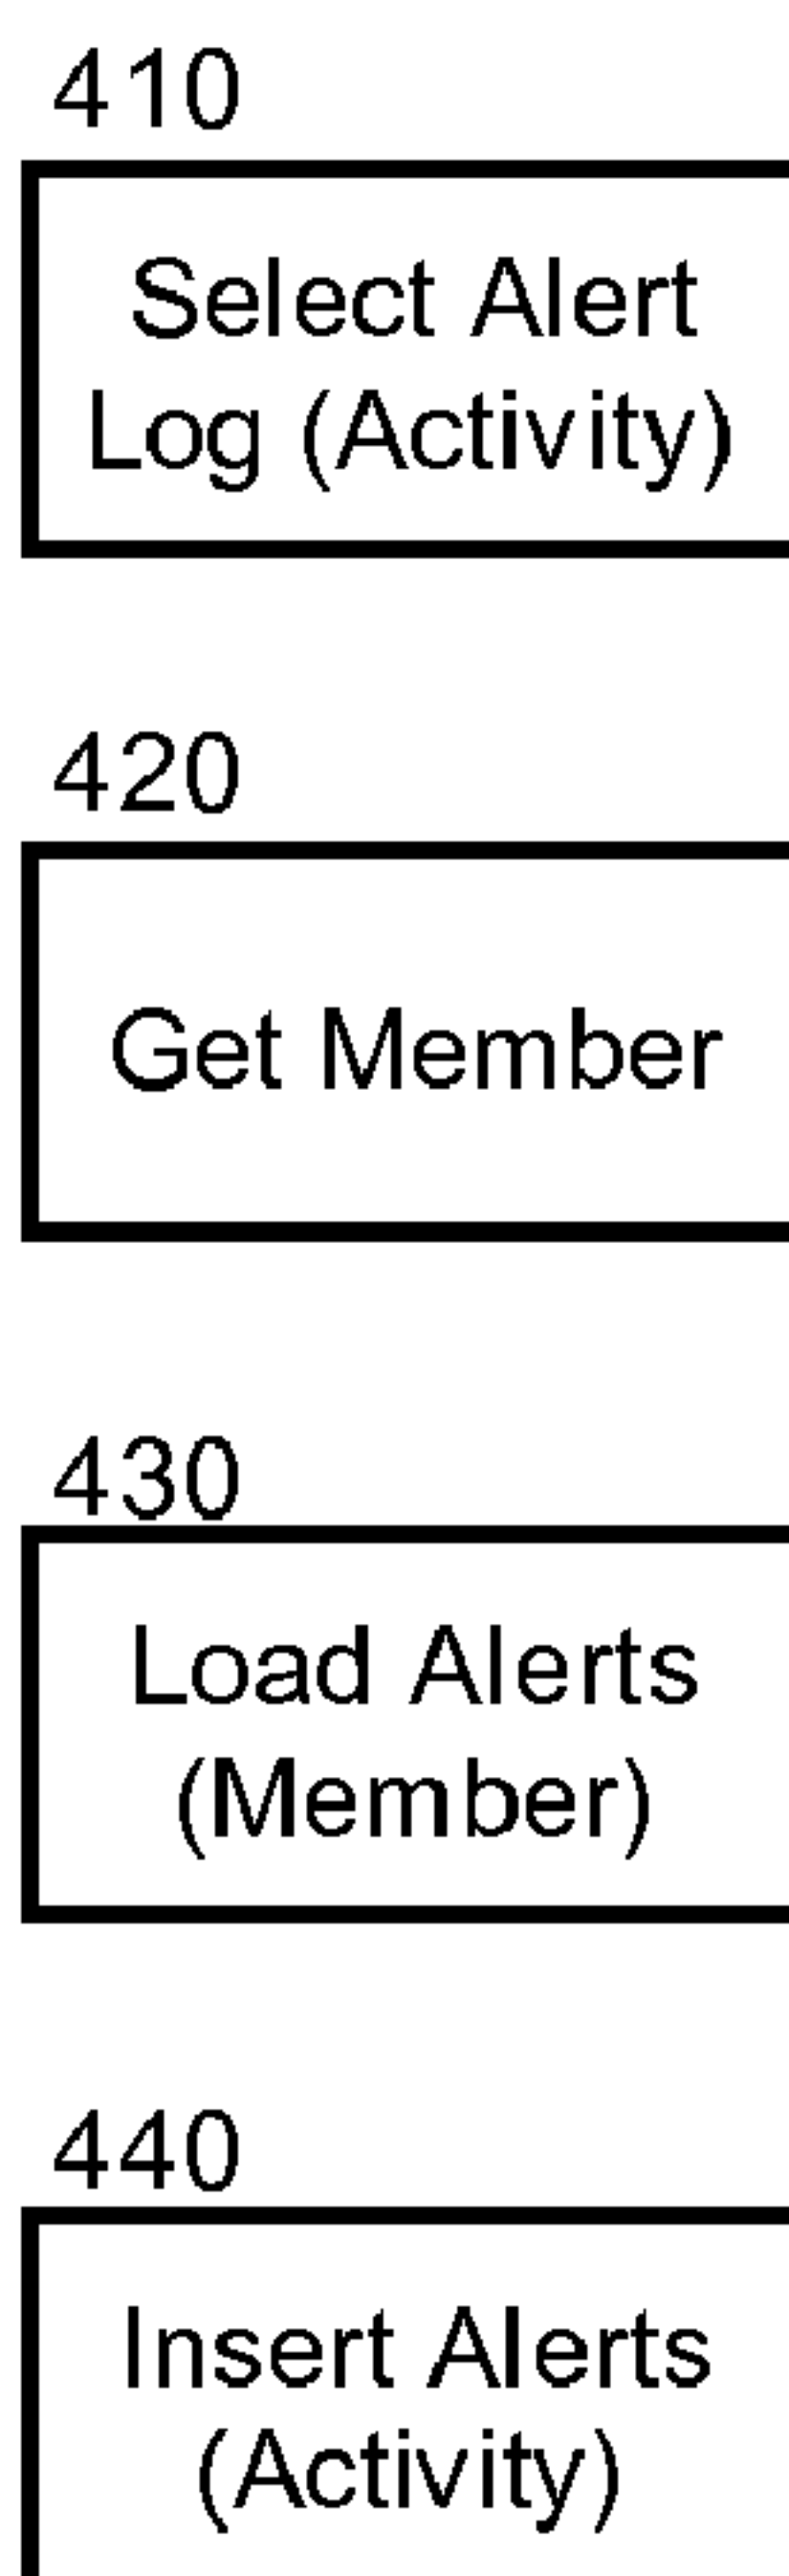 410
Select Alert
Log (Activity)
420
Get Member
430
Load Alerts
(Member)
440
Insert Alerts
(Activity)